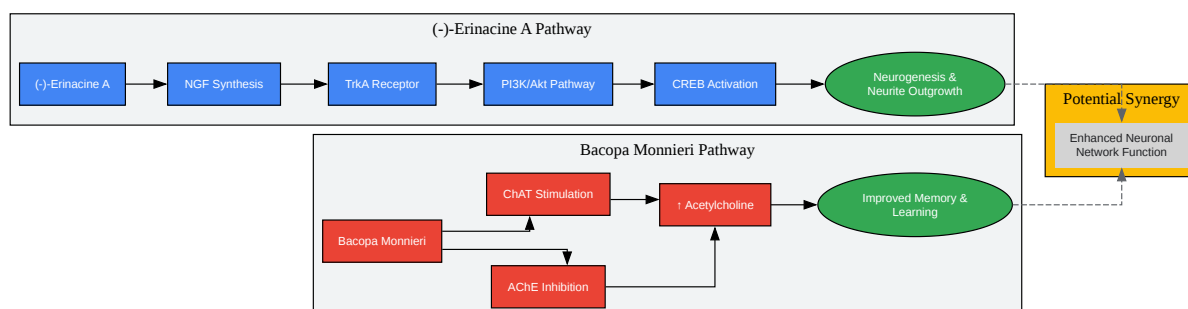 (-)-Erinacine A Pathway
(-)-Erinacine A
NGF Synthesis
TrkA Receptor
PI3K/Akt Pathway
CREB Activation
Neurogenesis &
Neurite Outgrowth
Potential Synergy
Enhanced Neuronal
Network Function
Bacopa Monnieri Pathway
Bacopa Monnieri
ChAT Stimulation
AChE Inhibition
↑ Acetylcholine
Improved Memory &
Learning